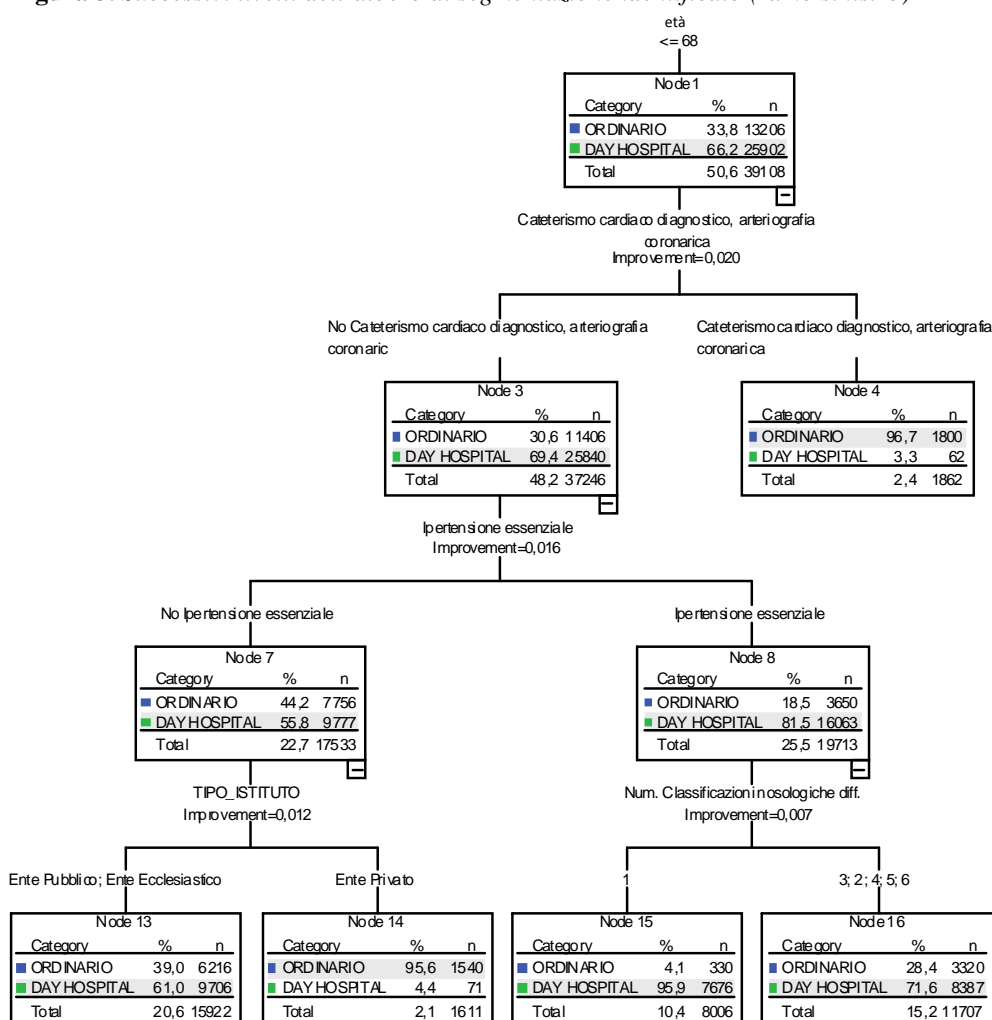 di segmentazione identificato (ramo sinistro)
età
<= 68
Node 1
Category % n
ORDINARIO 33,8 13206
DAY HOSPITAL 66,2 25902
Total 50,6 39108
Cateterismo cardiaco diagnostico, arteriografia
coronarica
Improvement=0,020
No Cateterismo cardiaco diagnostico, arteriografia
coronaric
Cateterismo cardiaco diagnostico, arteriografia
coronarica
Node 3
Category % n
ORDINARIO 30,6 11406
DAY HOSPITAL 69,4 25840
Total 48,2 37246
Node 4
Category % n
ORDINARIO 96,7 1800
DAY HOSPITAL 3,3 62
Total 2,4 1862
Ipertensione essenziale
Improvement=0,016
No Ipertensione essenziale
Ipertensione essenziale
Node 7
Category % n
ORDINARIO 44,2 7756
DAY HOSPITAL 55,8 9777
Total 22,7 17533
Node 8
Category % n
ORDINARIO 18,5 3650
DAY HOSPITAL 81,5 16063
Total 25,5 19713
TIPO_ISTITUTO
Improvement=0,012
Num. Classificazioni nosologiche diff.
Improvement=0,007
Ente Pubblico; Ente Ecclesiastico
Ente Privato
1
3; 2; 4; 5; 6
Node 13
Category % n
ORDINARIO 39,0 6216
DAY HOSPITAL 61,0 9706
Total 20,6 15922
Node 14
Category % n
ORDINARIO 95,6 1540
DAY HOSPITAL 4,4 71
Total 2,1 1611
Node 15
Category % n
ORDINARIO 4,1 330
DAY HOSPITAL 95,9 7676
Total 10,4 8006
Node 16
Category % n
ORDINARIO 28,4 3320
DAY HOSPITAL 71,6 8387
Total 15,2 11707